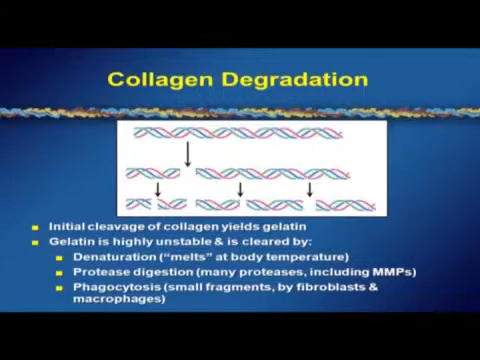 Collagen Degradation
Initial cleavage of collagen yields gelatin
Gelatin is highly unstable & is cleared by:
Denaturation (“melts” at body temperature)
Protease digestion (many proteases, including MMPs)
Phagocytosis (small fragments, by fibroblasts &
macrophages)